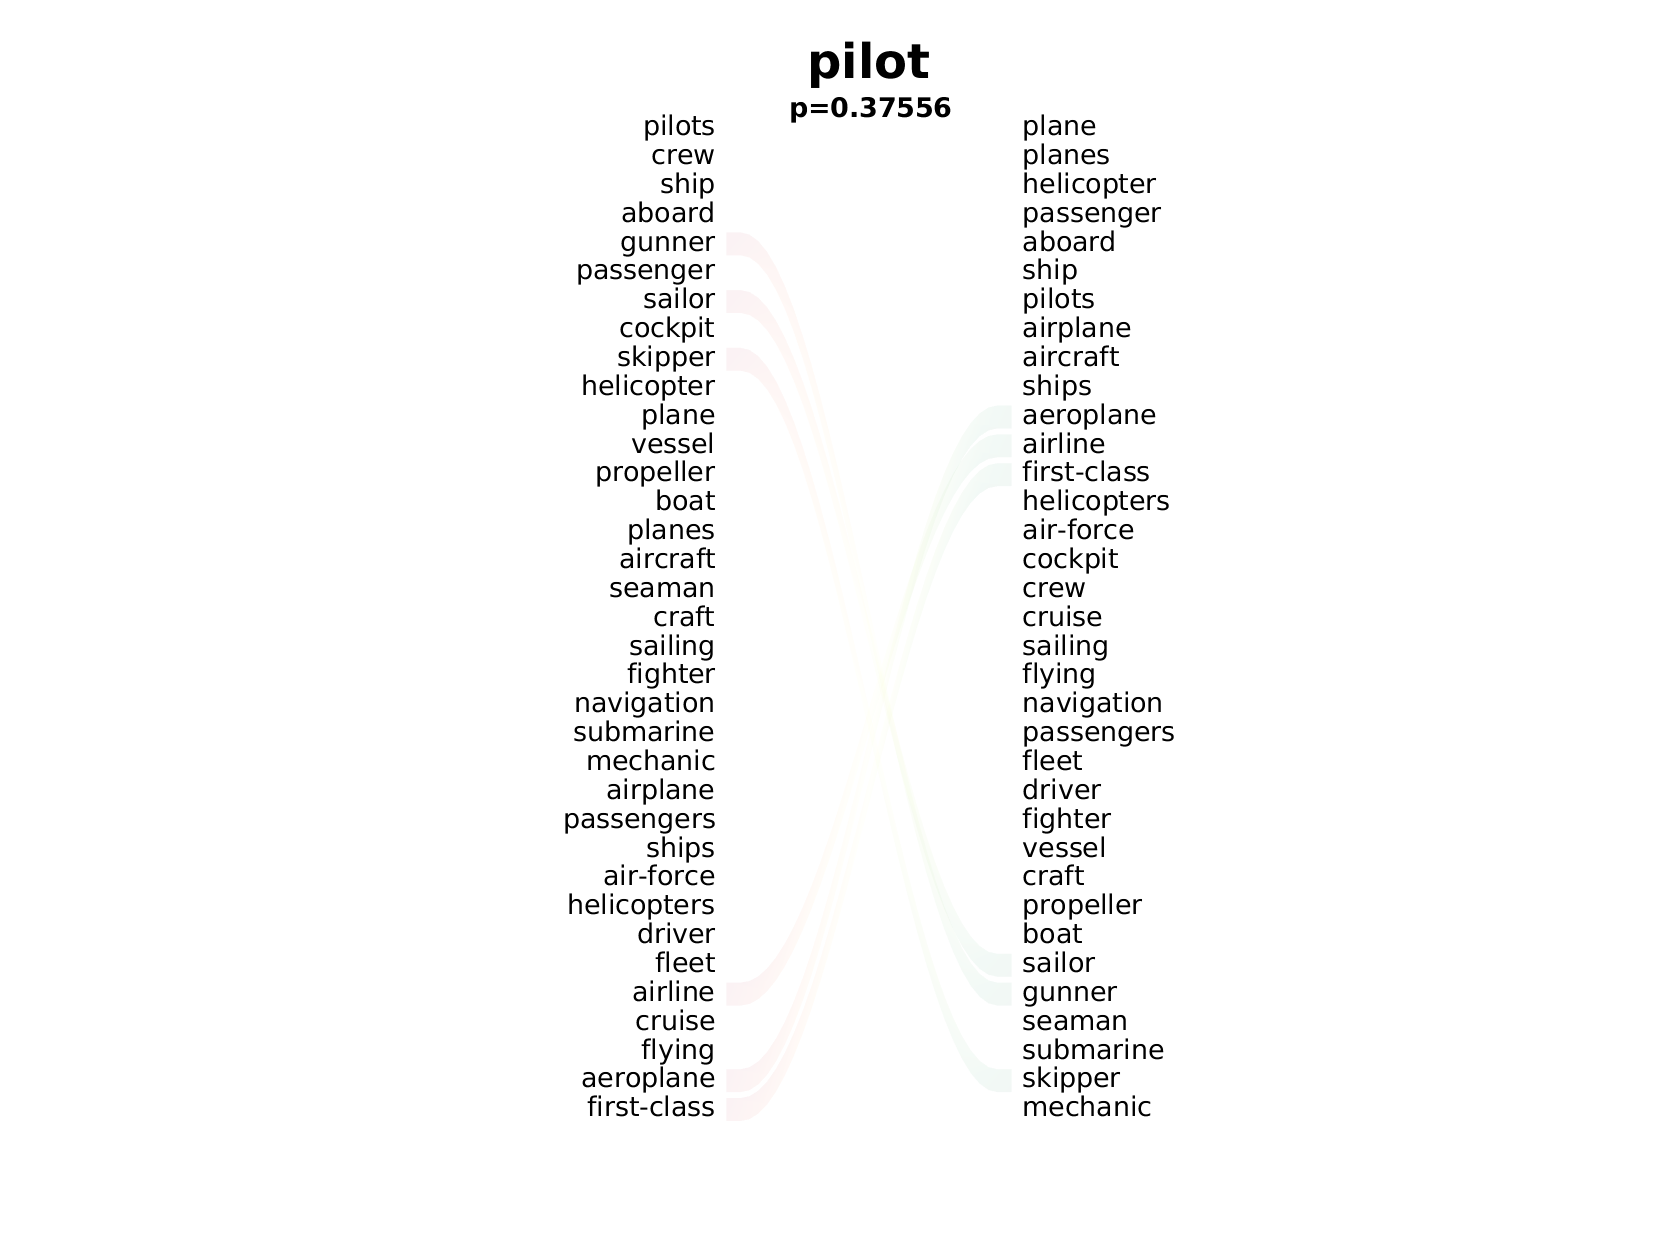 pilot
p=0.37556
pilots
crew
ship
aboard
gunner
passenger
sailor
cockpit
skipper
helicopter
plane
vessel
propeller
boat
planes
aircraft
seaman
craft
sailing
fighter
navigation
submarine
mechanic
airplane
passengers
ships
air-force
helicopters
driver
fleet
airline
cruise
flying
aeroplane
first-class
plane
planes
helicopter
passenger
aboard
ship
pilots
airplane
aircraft
ships
aeroplane
airline
first-class
helicopters
air-force
cockpit
crew
cruise
sailing
flying
navigation
passengers
fleet
driver
fighter
vessel
craft
propeller
boat
sailor
gunner
seaman
submarine
skipper
mechanic